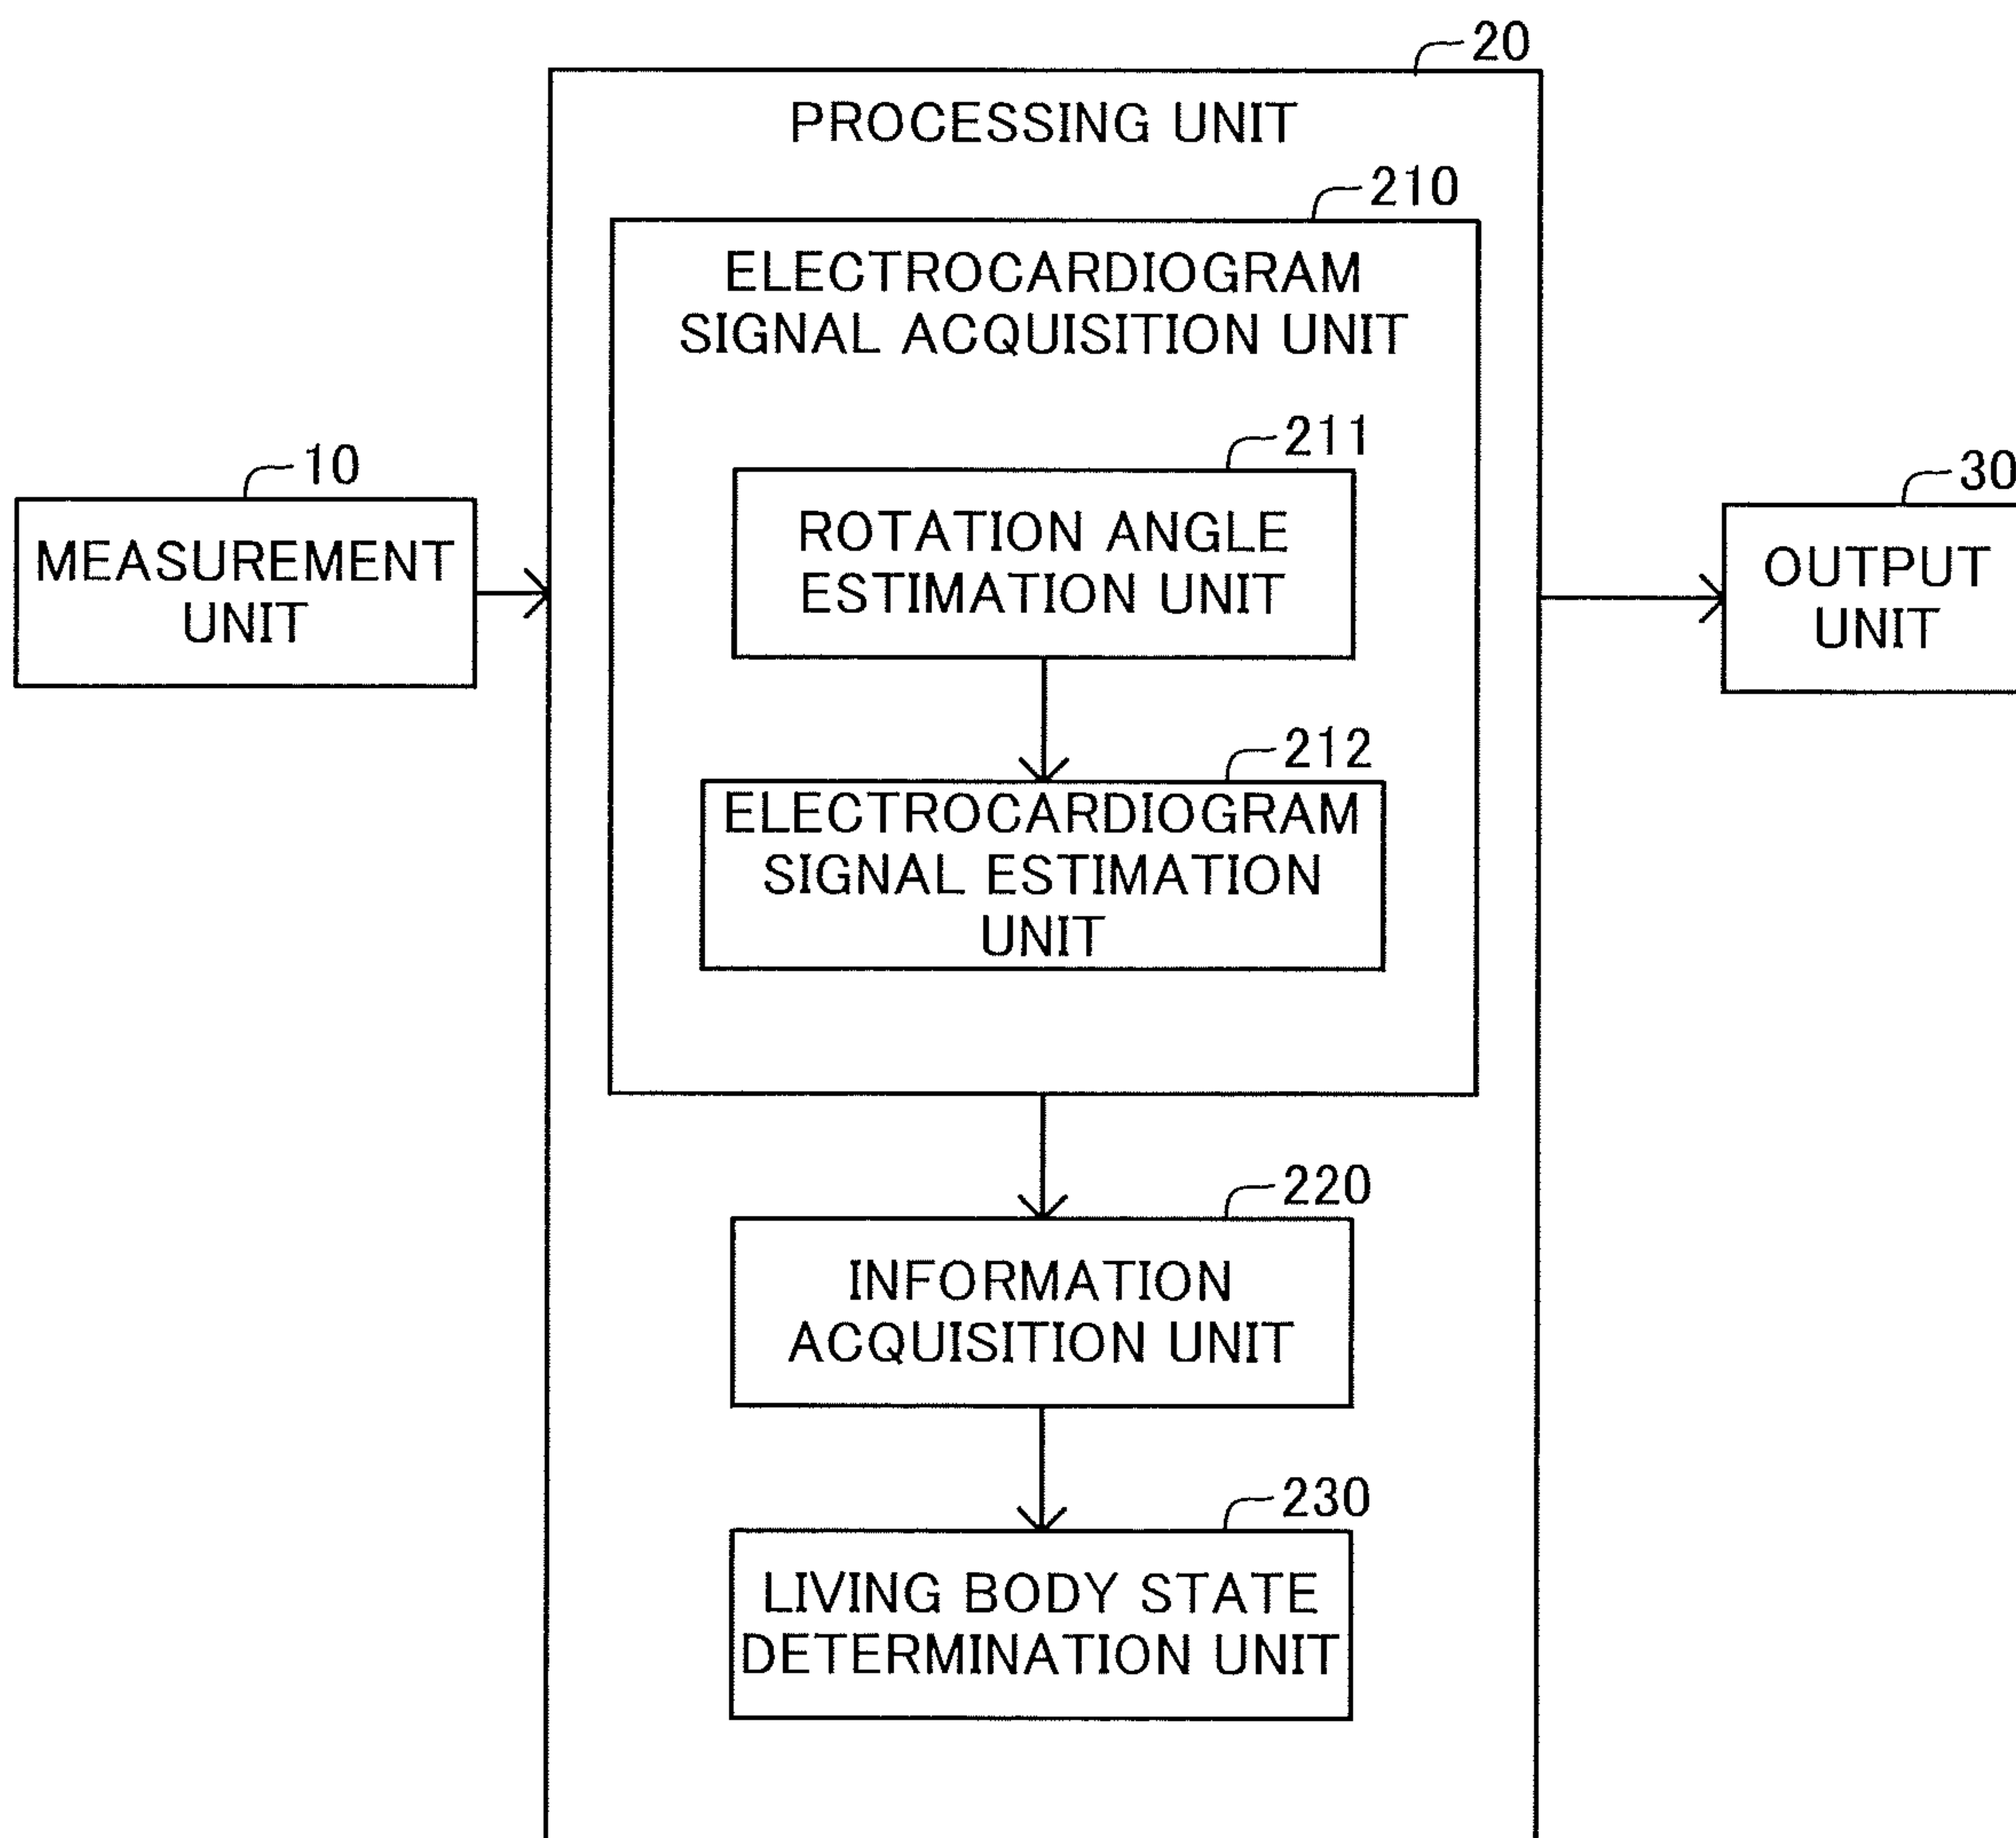 20
PROCESSING UNIT
210
ELECTROCARDIOGRAM
SIGNAL ACQUISITION UNIT
211
ROTATION ANGLE
ESTIMATION UNIT
10
MEASUREMENT
UNIT
30
OUTPUT
UNIT
212
ELECTROCARDIOGRAM
SIGNAL ESTIMATION
UNIT
220
INFORMATION
ACQUISITION UNIT
230
LIVING BODY STATE
DETERMINATION UNIT